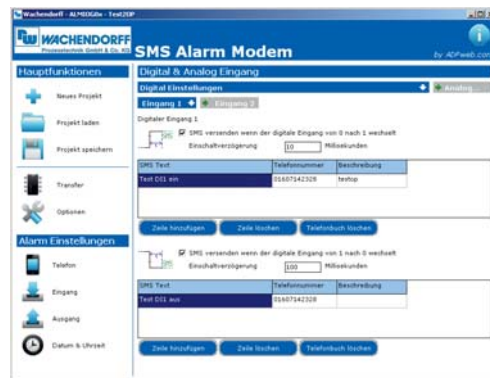 Wachendorff - ALMIOG0x - Test2DP
WACHENDORFF
Prozesstechnik GmbH & Co. KG
SMS Alarm Modem
by ADFweb.com
Hauptfunktionen
Neues Projekt
Projekt laden
Projekt speichern
Transfer
Optionen
Alarm Einstellungen
Telefon
Eingang
Ausgang
Datum & Uhrzeit
Digital & Analog Eingang
Digital Einstellungen
Analog
Eingang 1
Eingang 2
Digitaler Eingang 1
SMS versenden wenn der digitale Eingang von 0 nach 1 wechselt
Einschaltverzögerung 10 Millisekunden
SMS Text Telefonnummer Beschreibung
Test DI1 ein 01607142328 testop
Zeile hinzufügen Zeile löschen Telefonbuch löschen
SMS versenden wenn der digitale Eingang von 1 nach 0 wechselt
Einschaltverzögerung 100 Millisekunden
SMS Text Telefonnummer Beschreibung
Test DI1 aus 01607142328
Zeile hinzufügen Zeile löschen Telefonbuch löschen